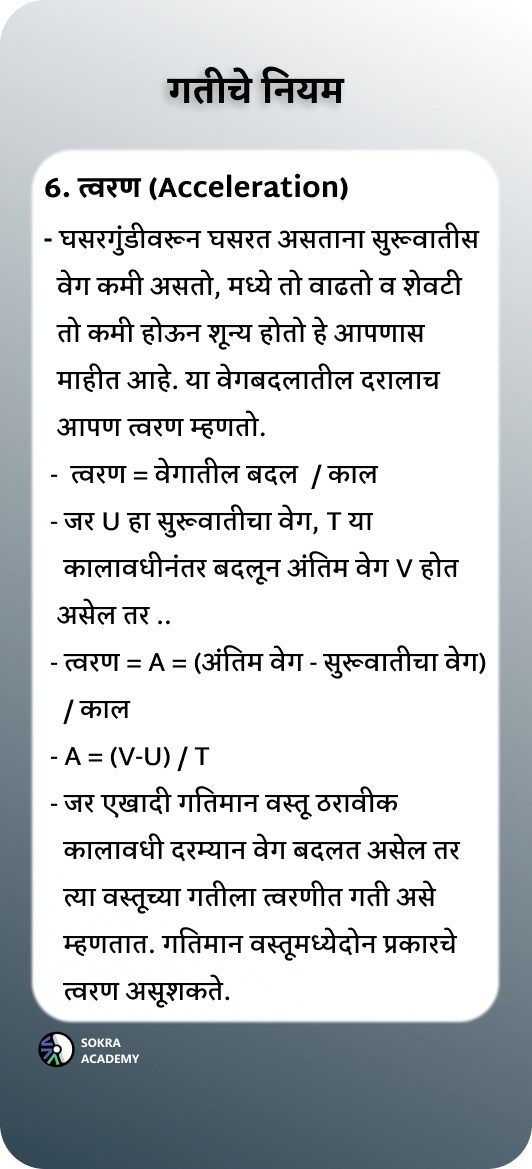 गतीचे नियम
6. त्वरण (Acceleration)
- घसरगुंडीवरून घसरत असताना सुरूवातीस
वेग कमी असतो, मध्ये तो वाढतो व शेवटी
तो कमी होऊन शून्य होतो हे आपणास
माहीत आहे. या वेगबदलातील दरालाच
आपण त्वरण म्हणतो.
- त्वरण = वेगातील बदल / काल
- जर U हा सुरूवातीचा वेग, T या
कालावधीनंतर बदलून अंतिम वेग V होत
असेल तर ..
- त्वरण = A = (अंतिम वेग - सुरूवातीचा वेग)
/ काल
- A = (V-U) / T
- जर एखादी गतिमान वस्तू ठरावीक
कालावधी दरम्यान वेग बदलत असेल तर
त्या वस्तूच्या गतीला त्वरणीत गती असे
म्हणतात. गतिमान वस्तूमध्येदोन प्रकारचे
त्वरण असूशकते.
SOKRA
ACADEMY